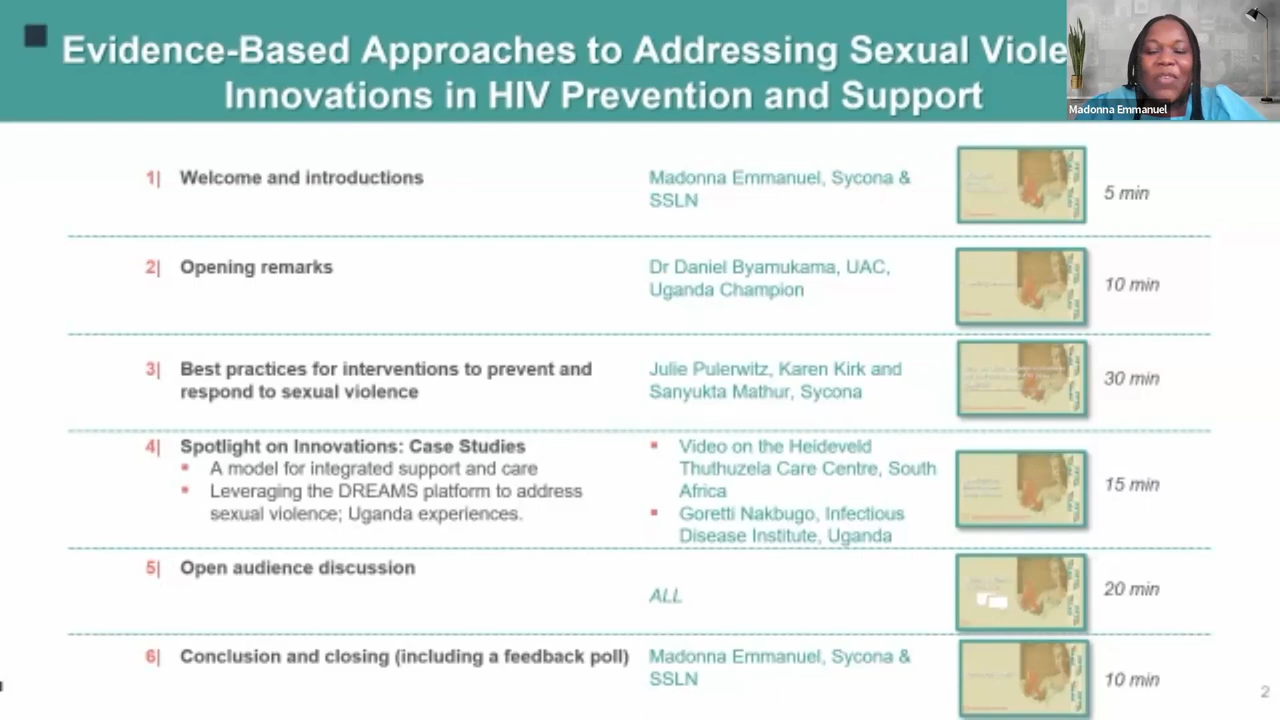 Evidence-Based Approaches to Addressing Sexual Viole
Innovations in HIV Prevention and Support
Madonna Emmanuel
1| Welcome and introductions
Madonna Emmanuel, Sycona &
SSLN
5 min
2| Opening remarks
Dr Daniel Byamukama, UAC,
Uganda Champion
10 min
3| Best practices for interventions to prevent and
respond to sexual violence
Julie Pulerwitz, Karen Kirk and
Sanyukta Mathur, Sycona
30 min
4| Spotlight on Innovations: Case Studies
A model for integrated support and care
Leveraging the DREAMS platform to address
sexual violence; Uganda experiences.
Video on the Heideveld
Thuthuzela Care Centre, South
Africa
Goretti Nakbugo, Infectious
Disease Institute, Uganda
15 min
5| Open audience discussion
ALL
20 min
6| Conclusion and closing (including a feedback poll)
Madonna Emmanuel, Sycona &
SSLN
10 min
2